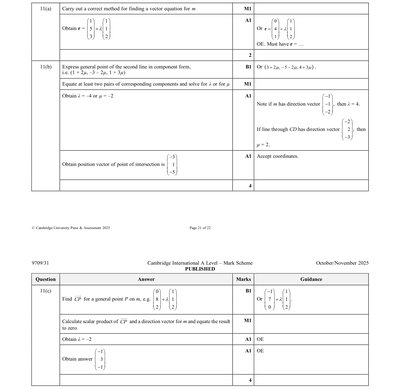 11(a) Carry out a correct method for finding a vector equation for m M1
Obtain r = (1 5 3) + λ(1 1 2) A1 Or r = (0 4 1) + λ(1 1 2)
OE. Must have r = …
2
11(b) Express general point of the second line in component form, B1 Or (3 + 2μ, −5 − 2μ, 4 + 3μ).
i.e. (1 + 2μ, −3 − 2μ, 1 + 3μ)
Equate at least two pairs of corresponding components and solve for λ or for μ M1
Obtain λ = −4 or μ = −2 A1
Note if m has direction vector (−1 −1 −2), then λ = 4.
If line through CD has direction vector (−2 2 −3), then
μ = 2.
Obtain position vector of point of intersection is (−3 1 −5) A1 Accept coordinates.
4
© Cambridge University Press & Assessment 2025 Page 21 of 22
9709/31 Cambridge International A Level – Mark Scheme October/November 2025
PUBLISHED
Question Answer Marks Guidance
11(c) Find CP for a general point P on m, e.g. (0 8 2) + λ(1 1 2) B1 Or (−1 7 0) + λ(1 1 2)
Calculate scalar product of CP and a direction vector for m and equate the result M1
to zero
Obtain λ = −2 A1 OE
Obtain answer (−1 3 −1) A1 OE
4